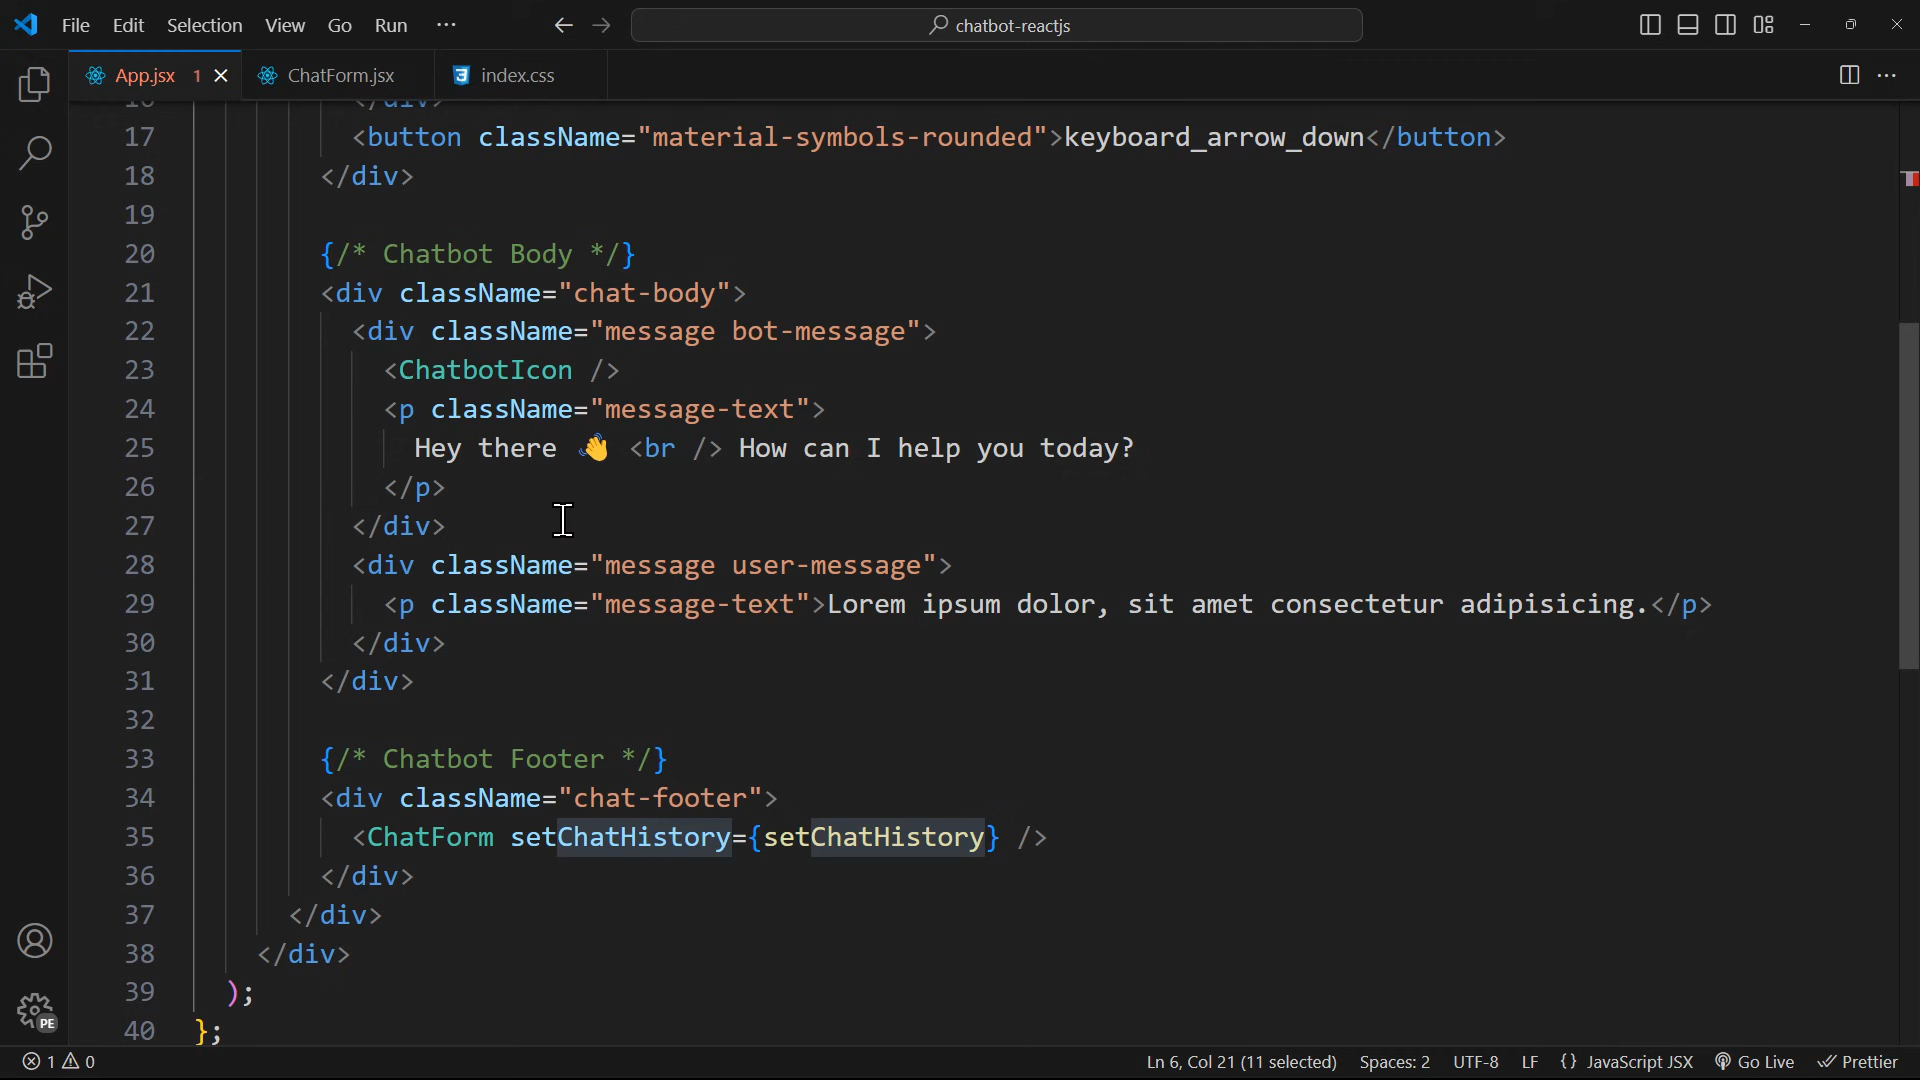 File Edit Selection View Go Run ··· chatbot-reactjs
App.jsx 1 ChatForm.jsx index.css
17 <button className="material-symbols-rounded">keyboard_arrow_down</button>
18 </div>
19
20 {/* Chatbot Body */}
21 <div className="chat-body">
22 <div className="message bot-message">
23 <ChatbotIcon />
24 <p className="message-text">
25 Hey there 👋 <br /> How can I help you today?
26 </p>
27 </div>
28 <div className="message user-message">
29 <p className="message-text">Lorem ipsum dolor, sit amet consectetur adipisicing.</p>
30 </div>
31 </div>
32
33 {/* Chatbot Footer */}
34 <div className="chat-footer">
35 <ChatForm setChatHistory={setChatHistory} />
36 </div>
37 </div>
38 </div>
39 );
40 };
PE
1 0 Ln 6, Col 21 (11 selected) Spaces: 2 UTF-8 LF {} JavaScript JSX Go Live Prettier